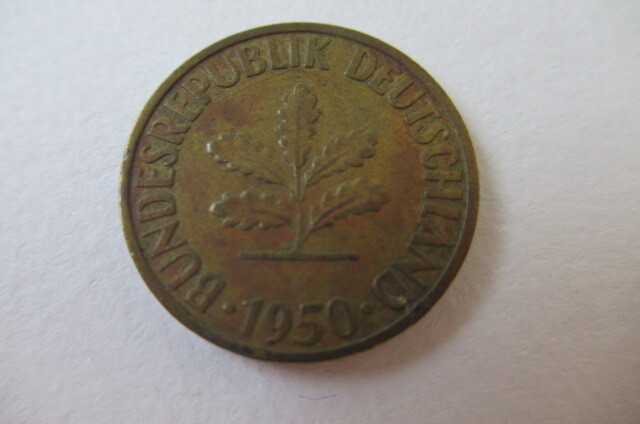 BUNDESREPUBLIK DEUTSCHLAND
· 1950 ·